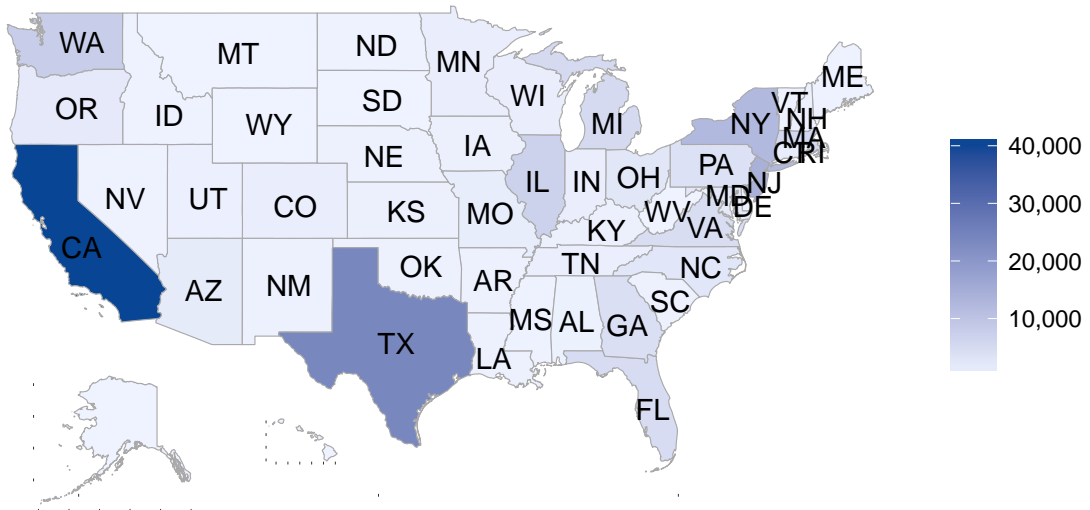 WA
MT
ND
MN
ME
OR
ID
SD
WI
VT
NH
WY
MI
NY
MA
IA
CT
RI
NE
PA
NV
UT
CO
IL
IN
OH
NJ
MD
DE
KS
MO
WV
VA
KY
CA
TN
NC
OK
AZ
NM
AR
SC
MS
AL
GA
TX
LA
FL
40,000
30,000
20,000
10,000